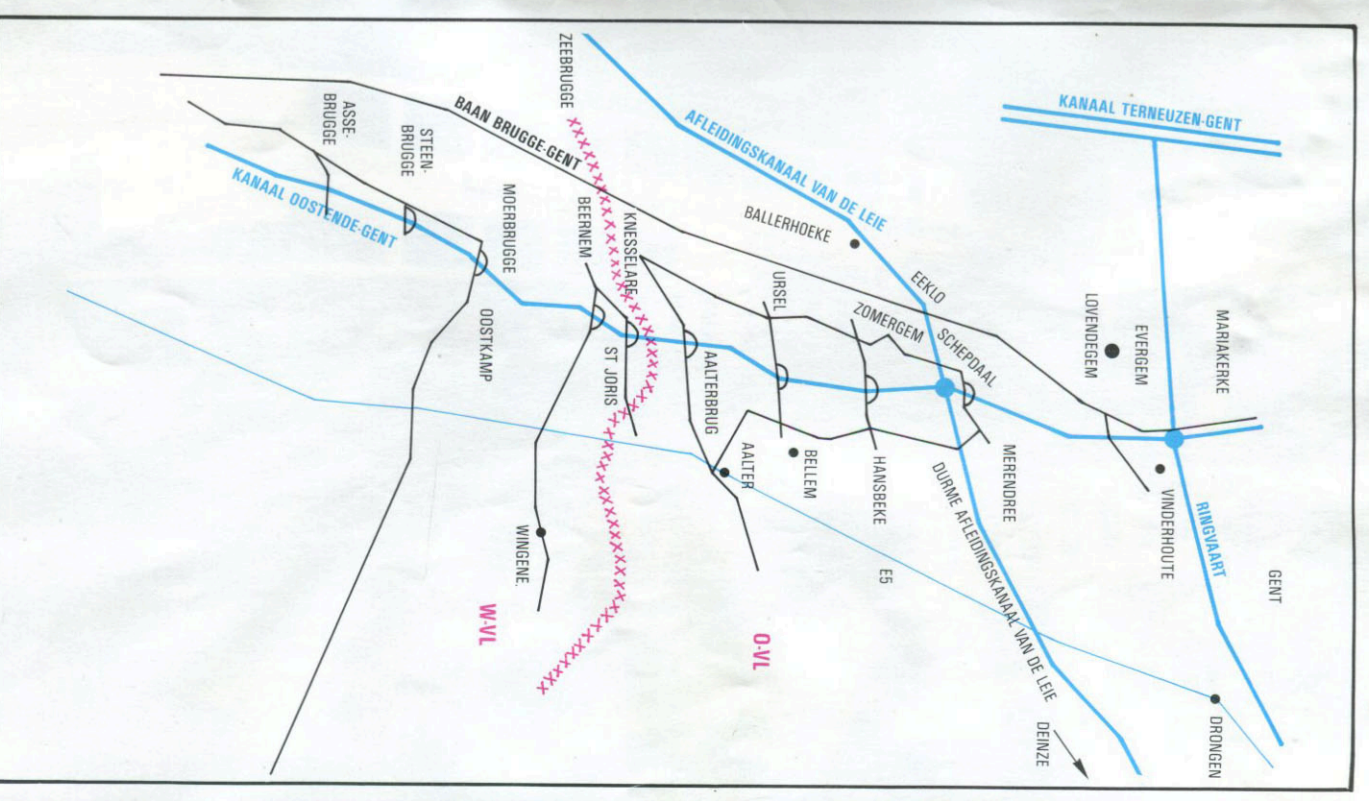 KANAAL TERNEUZEN-GENT
ZEEBRUGGE
BAAN BRUGGE-GENT
AFLEIDINGSKANAAL VAN DE LEIE
ASSE-
BRUGGE
STEEN-
BRUGGE
KANAAL OOSTENDE-GENT
MOERBRUGGE
BEERNEM
KNESSELARE
BALLERHOEKE
EEKLO
URSEL
ZOMERGEM
SCHEPDAAL
LOVENDEGEM
EVERGEM
MARIAKERKE
OOSTKAMP
ST JORIS
AALTERBRUG
AALTER
BELLEM
HANSBEKE
MERENDREE
VINDERHOUTE
RINGVAART
GENT
DURME AFLEIDINGSKANAAL VAN DE LEIE
E5
WINGENE.
W-VL
O-VL
DEINZE
DRONGEN